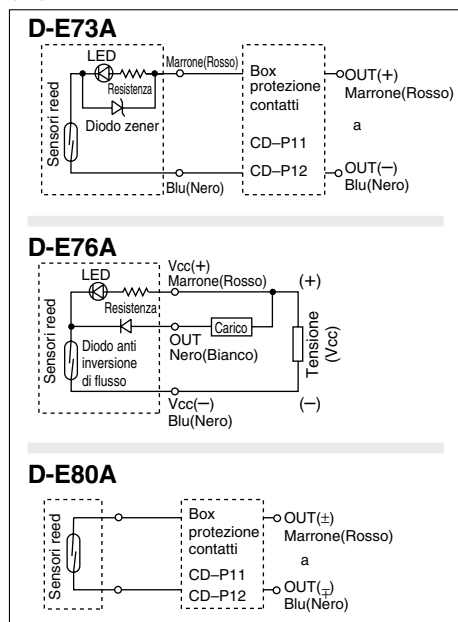 D-E73A
LED
Resistenza
Diodo zener
Sensori reed
Marrone(Rosso)
Blu(Nero)
Box
protezione
contatti
CD–P11
CD–P12
OUT(+)
Marrone(Rosso)
a
OUT(–)
Blu(Nero)
D-E76A
LED
Resistenza
Sensori reed
Diodo anti
inversione
di flusso
Vcc(+)
Marrone(Rosso)
OUT
Nero(Bianco)
Carico
Vcc(–)
Blu(Nero)
(+)
Tensione
(Vcc)
(–)
D-E80A
Sensori reed
Box
protezione
contatti
CD–P11
CD–P12
OUT(±)
Marrone(Rosso)
a
OUT(∓)
Blu(Nero)